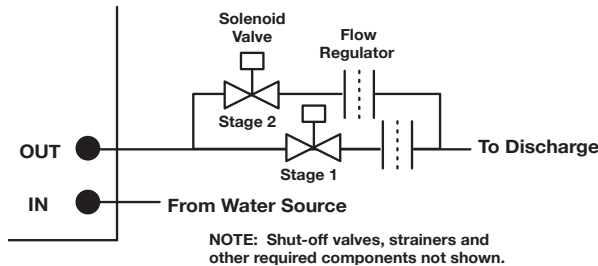 Solenoid
Valve
Flow
Regulator
Stage 2
OUT
To Discharge
Stage 1
IN
From Water Source
NOTE: Shut-off valves, strainers and
other required components not shown.